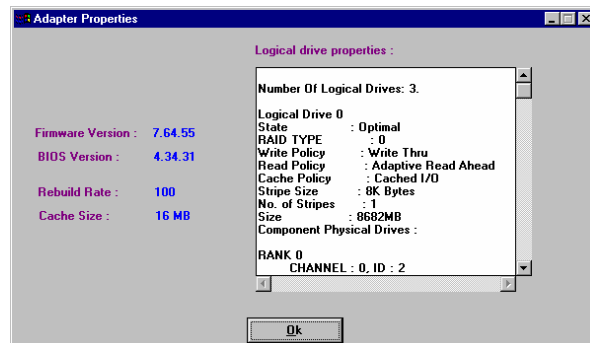 Adapter Properties
Logical drive properties :
Firmware Version : 7.64.55
BIOS Version : 4.34.31
Rebuild Rate : 100
Cache Size : 16 MB
Number Of Logical Drives: 3.
Logical Drive 0
State : Optimal
RAID TYPE : 0
Write Policy : Write Thru
Read Policy : Adaptive Read Ahead
Cache Policy : Cached I/O
Stripe Size : 8K Bytes
No. of Stripes : 1
Size : 8682MB
Component Physical Drives :
RANK 0
CHANNEL : 0, ID : 2
Ok